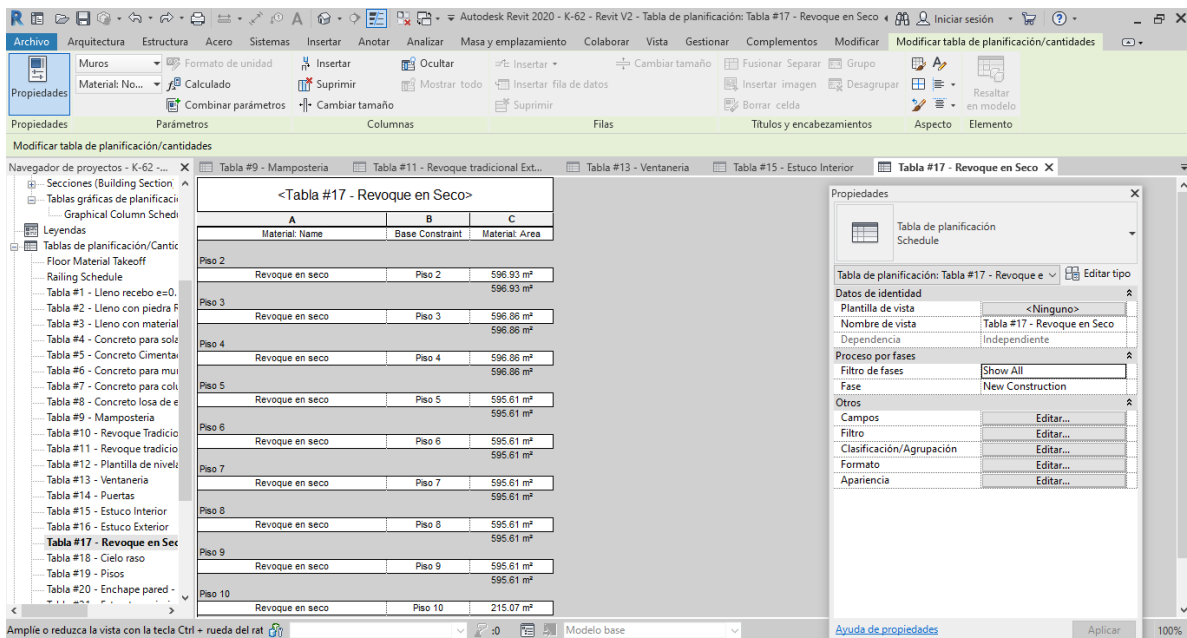 Autodesk Revit 2020 - K-62 - Revit V2 - Tabla de planificación: Tabla #17 - Revoque en Seco
Iniciar sesión
Archivo Arquitectura Estructura Acero Sistemas Insertar Anotar Analizar Masa y emplazamiento Colaborar Vista Gestionar Complementos Modificar Modificar tabla de planificación/cantidades
Muros Formato de unidad Insertar Ocultar Insertar Cambiar tamaño Fusionar Separar Grupo
Propiedades Material: No... Calculado Suprimir Mostrar todo Insertar fila de datos Insertar imagen Desagrupar Resaltar
Combinar parámetros Cambiar tamaño Suprimir Borrar celda en modelo
Propiedades Parámetros Columnas Filas Títulos y encabezamientos Aspecto Elemento
Modificar tabla de planificación/cantidades
Navegador de proyectos - K-62 -... X Tabla #9 - Mamposteria Tabla #11 - Revoque tradicional Ext... Tabla #13 - Ventaneria Tabla #15 - Estuco Interior Tabla #17 - Revoque en Seco X
Secciones (Building Section
Tablas gráficas de planificació
Graphical Column Schedu
Leyendas
Tablas de planificación/Cantic
Floor Material Takeoff
Railing Schedule
Tabla #1 - Lleno recebo e=0.
Tabla #2 - Lleno con piedra R
Tabla #3 - Lleno con material
Tabla #4 - Concreto para sola
Tabla #5 - Concreto Cimenta
Tabla #6 - Concreto para mu
Tabla #7 - Concreto para colu
Tabla #8 - Concreto losa de e
Tabla #9 - Mamposteria
Tabla #10 - Revoque Tradicio
Tabla #11 - Revoque tradicio
Tabla #12 - Plantilla de nivela
Tabla #13 - Ventaneria
Tabla #14 - Puertas
Tabla #15 - Estuco Interior
Tabla #16 - Estuco Exterior
Tabla #17 - Revoque en Sec
Tabla #18 - Cielo raso
Tabla #19 - Pisos
Tabla #20 - Enchape pared -
<Tabla #17 - Revoque en Seco>
A B C
Material: Name Base Constraint Material: Area
Piso 2
Revoque en seco Piso 2 596.93 m²
596.93 m²
Piso 3
Revoque en seco Piso 3 596.86 m²
596.86 m²
Piso 4
Revoque en seco Piso 4 596.86 m²
596.86 m²
Piso 5
Revoque en seco Piso 5 595.61 m²
595.61 m²
Piso 6
Revoque en seco Piso 6 595.61 m²
595.61 m²
Piso 7
Revoque en seco Piso 7 595.61 m²
595.61 m²
Piso 8
Revoque en seco Piso 8 595.61 m²
595.61 m²
Piso 9
Revoque en seco Piso 9 595.61 m²
595.61 m²
Piso 10
Revoque en seco Piso 10 215.07 m²
Propiedades X
Tabla de planificación
Schedule
Tabla de planificación: Tabla #17 - Revoque e Editar tipo
Datos de identidad
Plantilla de vista <Ninguno>
Nombre de vista Tabla #17 - Revoque en Seco
Dependencia Independiente
Proceso por fases
Filtro de fases Show All
Fase New Construction
Otros
Campos Editar...
Filtro Editar...
Clasificación/Agrupación Editar...
Formato Editar...
Apariencia Editar...
Ayuda de propiedades Aplicar
Amplíe o reduzca la vista con la tecla Ctrl + rueda del rat :0 Modelo base 100%